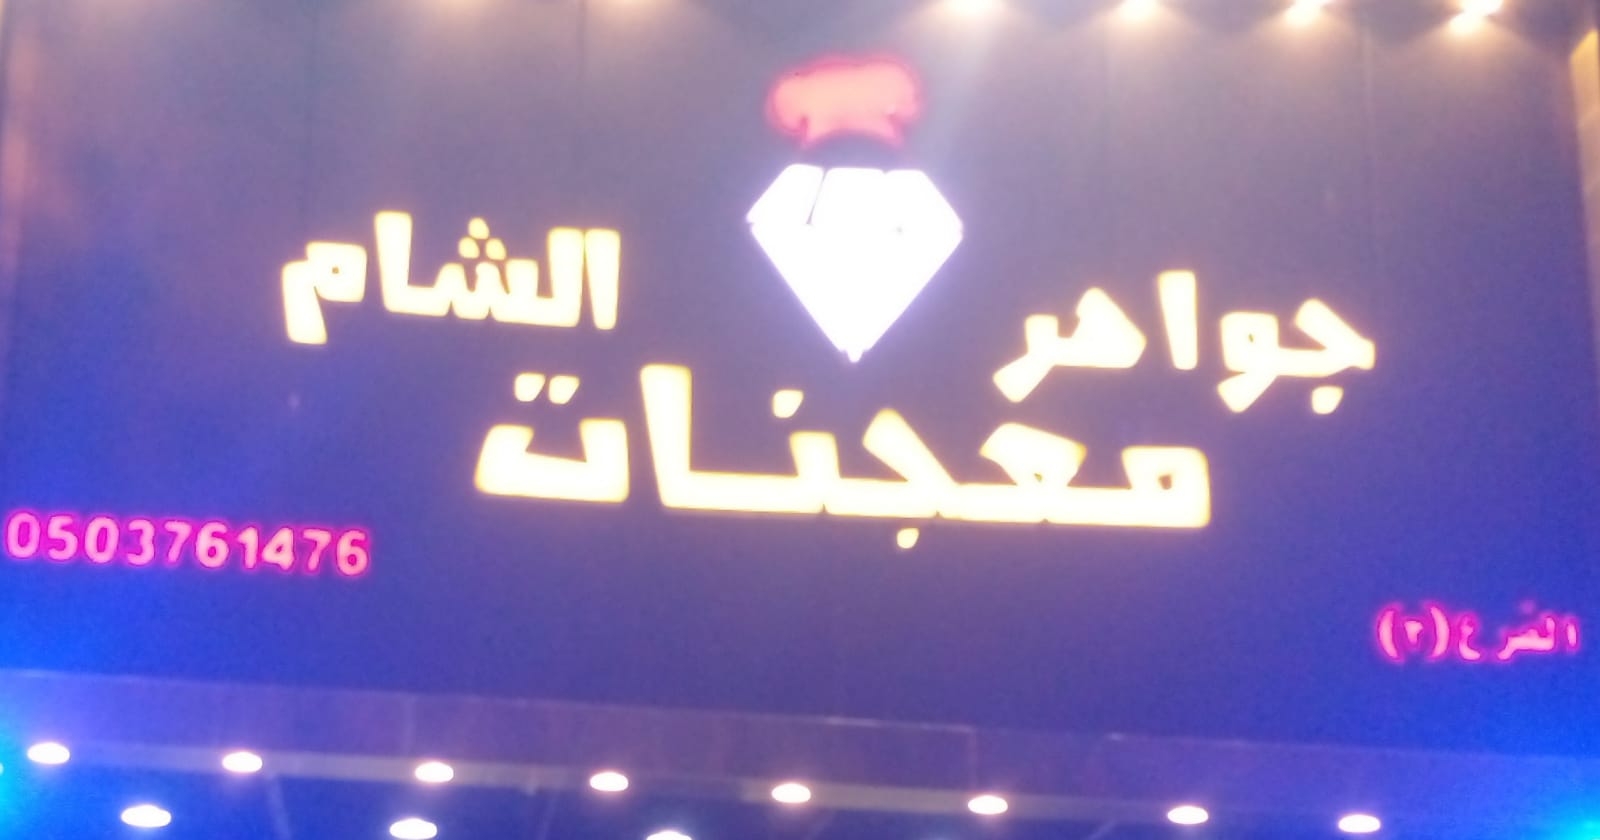 جواهر الشام
معجنات
0503761476
الفرع (٢)